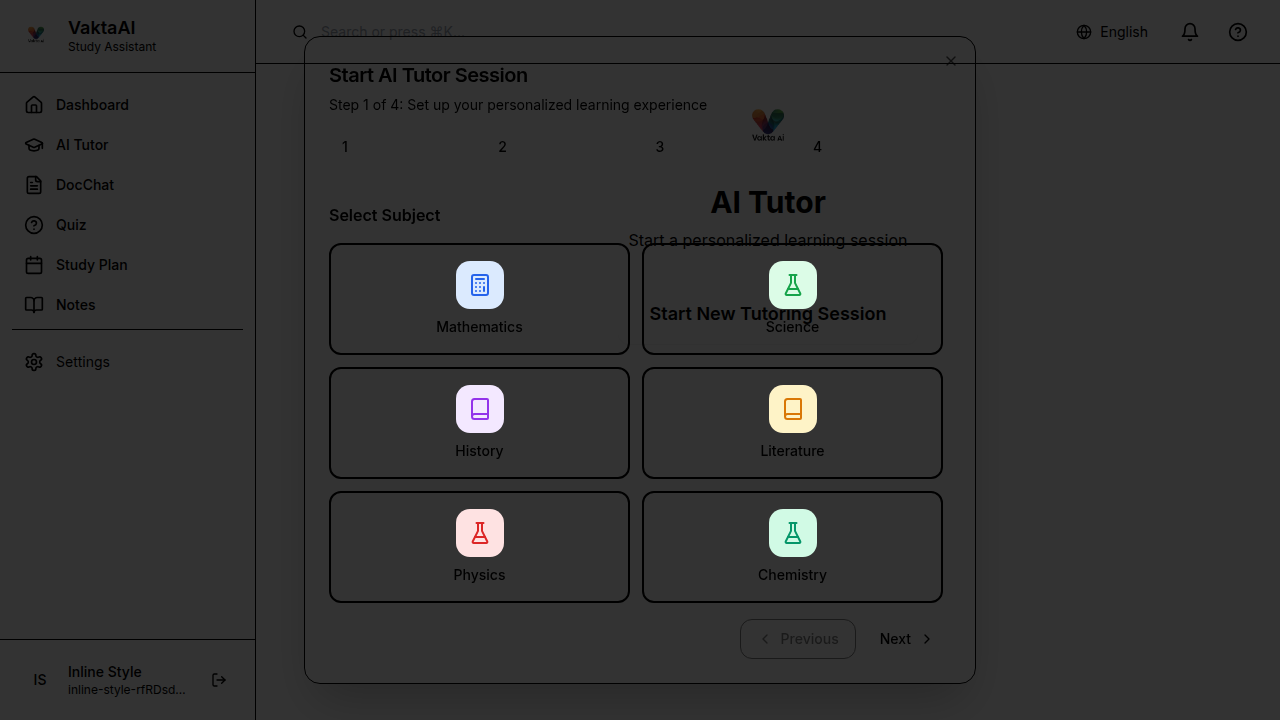 VaktaAI
Study Assistant
Dashboard
AI Tutor
DocChat
Quiz
Study Plan
Notes
Settings
IS
Inline Style
inline-style-rfRDsd...
Search or press ⌘K...
English
Start AI Tutor Session
Step 1 of 4: Set up your personalized learning experience
Vakta AI
1 2 3 4
AI Tutor
Start a personalized learning session
Start New Tutoring Session
Select Subject
Mathematics
Science
History
Literature
Physics
Chemistry
Previous
Next